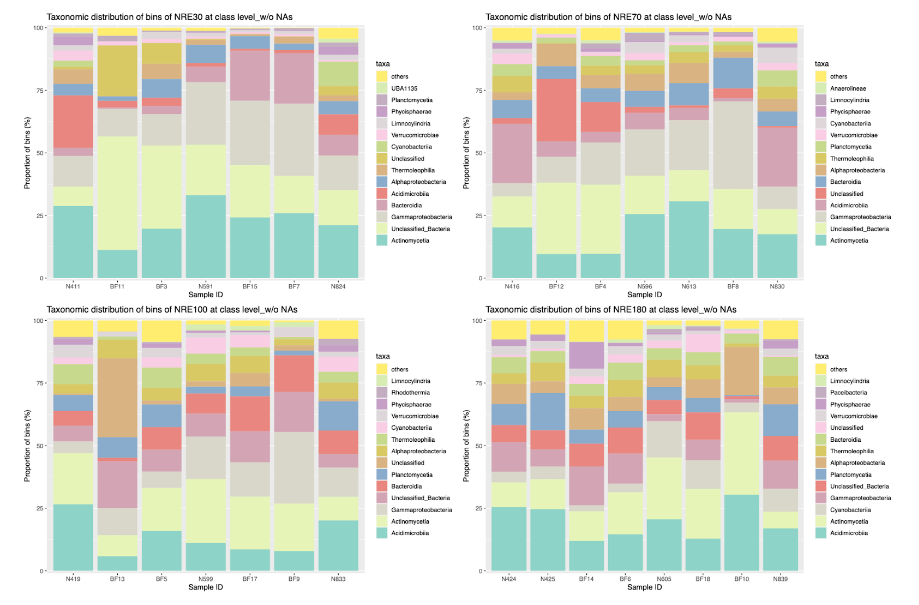 Taxonomic distribution of bins of NRE30 at class level_w/o NAs
100
75
50
25
0
Proportion of bins (%)
N411 BF11 BF3 N591 BF15 BF7 N824
Sample ID
taxa
others
UBA1135
Planctomycetia
Phycisphaerae
Limnocylindria
Verrucomicrobiae
Cyanobacteriia
Unclassified
Thermoleophilia
Alphaproteobacteria
Acidimicrobiia
Bacteroidia
Gammaproteobacteria
Unclassified_Bacteria
Actinomycetia
Taxonomic distribution of bins of NRE70 at class level_w/o NAs
100
75
50
25
0
Proportion of bins (%)
N416 BF12 BF4 N596 N613 BF8 N830
Sample ID
taxa
others
Anaerolineae
Limnocylindria
Phycisphaerae
Cyanobacteriia
Verrucomicrobiae
Planctomycetia
Thermoleophilia
Alphaproteobacteria
Bacteroidia
Unclassified
Acidimicrobiia
Gammaproteobacteria
Unclassified_Bacteria
Actinomycetia
Taxonomic distribution of bins of NRE100 at class level_w/o NAs
100
75
50
25
0
Proportion of bins (%)
N419 BF13 BF5 N599 BF17 BF9 N833
Sample ID
taxa
others
Limnocylindria
Rhodothermia
Phycisphaerae
Verrucomicrobiae
Cyanobacteriia
Thermoleophilia
Alphaproteobacteria
Unclassified
Planctomycetia
Bacteroidia
Unclassified_Bacteria
Gammaproteobacteria
Actinomycetia
Acidimicrobiia
Taxonomic distribution of bins of NRE180 at class level_w/o NAs
100
75
50
25
0
Proportion of bins (%)
N424 N425 BF14 BF6 N605 BF18 BF10 N839
Sample ID
taxa
others
Limnocylindria
Paceibacteria
Phycisphaerae
Verrucomicrobiae
Unclassified
Bacteroidia
Thermoleophilia
Alphaproteobacteria
Planctomycetia
Unclassified_Bacteria
Gammaproteobacteria
Cyanobacteriia
Actinomycetia
Acidimicrobiia